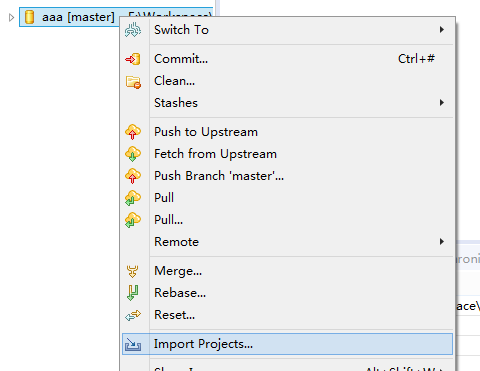 aaa [master] - E:\Workspace\
Switch To
Commit... Ctrl+#
Clean...
Stashes
Push to Upstream
Fetch from Upstream
Push Branch 'master'...
Pull
Pull...
Remote
Merge...
Rebase...
Reset...
Import Projects...